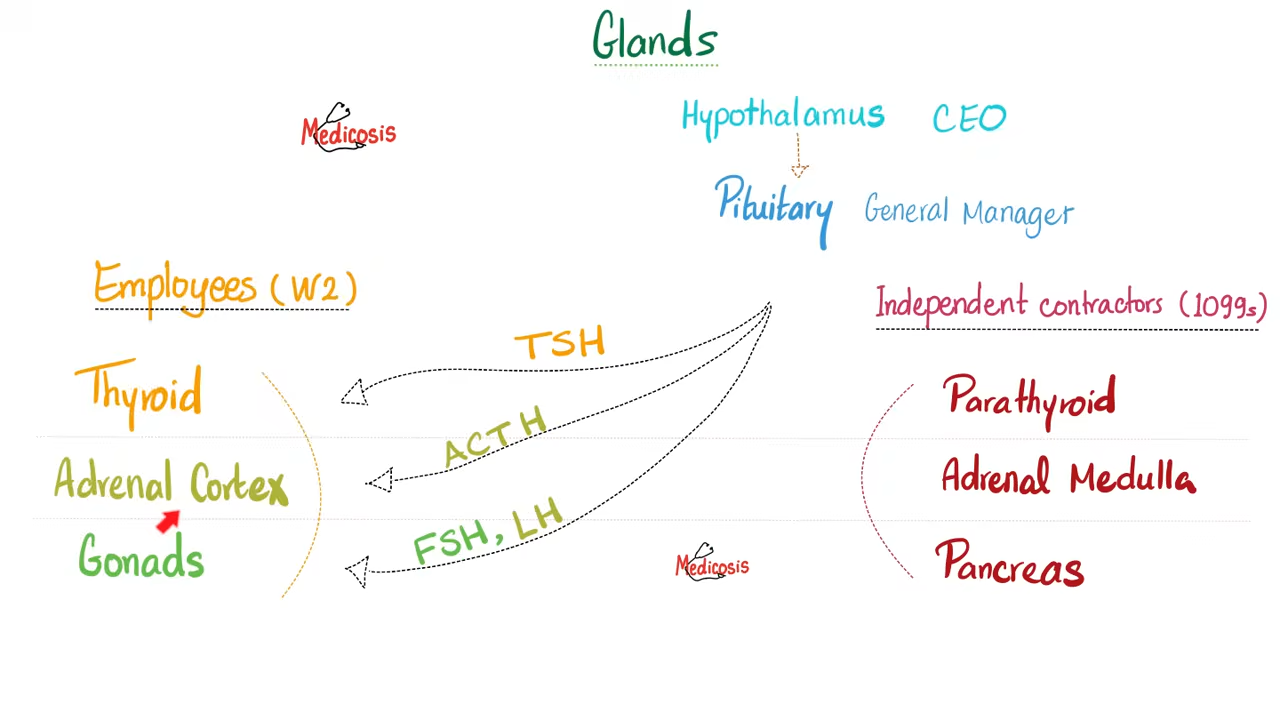 Glands
Medicosis
Hypothalamus CEO
Pituitary General Manager
Employees (W2)
Independent contractors (1099s)
TSH
Thyroid
Parathyroid
ACTH
Adrenal Cortex
Adrenal Medulla
FSH, LH
Gonads
Medicosis
Pancreas